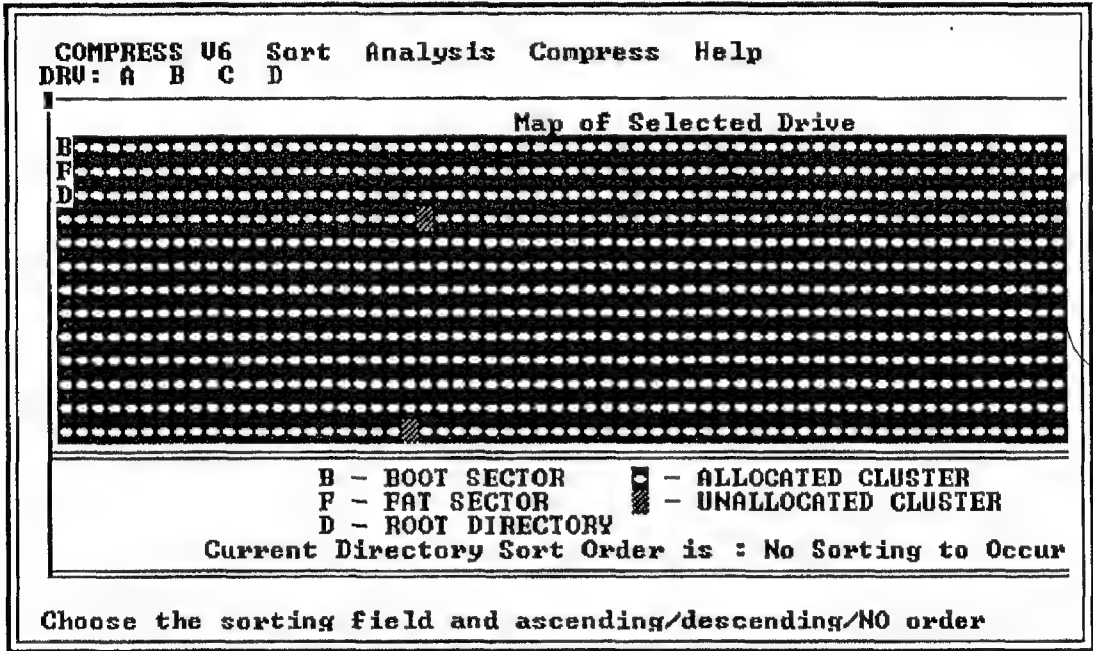 COMPRESS V6 Sort Analysis Compress Help
DRV: A B C D
Map of Selected Drive
B
F
D
B - BOOT SECTOR - ALLOCATED CLUSTER
F - FAT SECTOR - UNALLOCATED CLUSTER
D - ROOT DIRECTORY
Current Directory Sort Order is : No Sorting to Occur
Choose the sorting field and ascending/descending/NO order